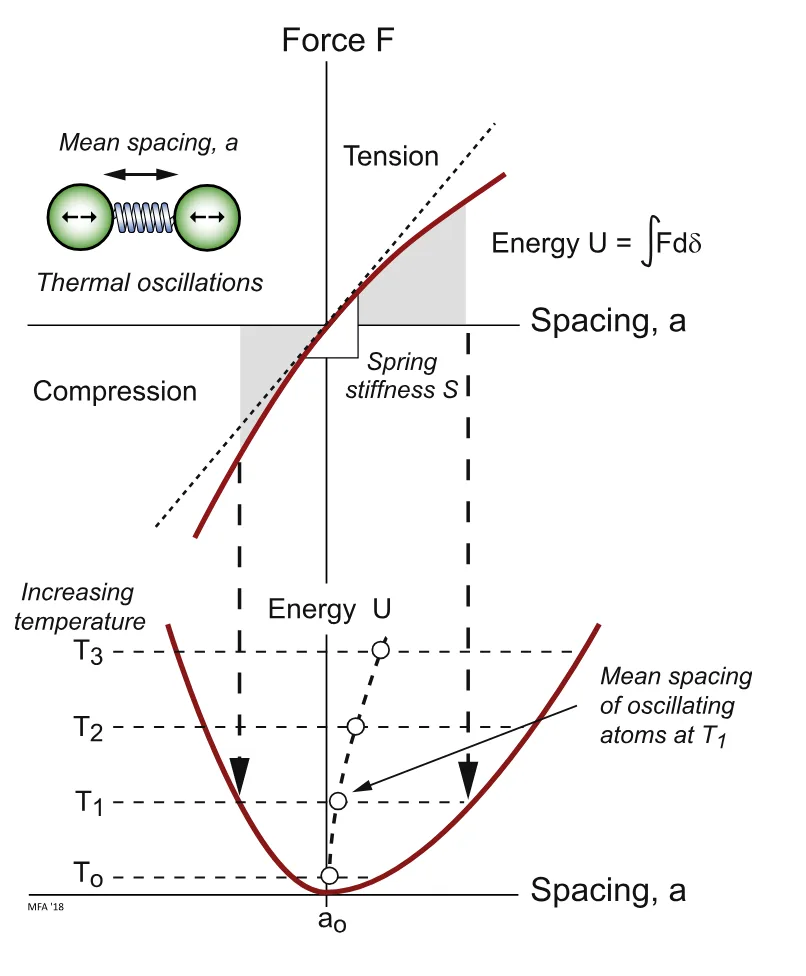 Force F
Mean spacing, a
Tension
Energy U = ∫Fdδ
Thermal oscillations
Spacing, a
Spring
stiffness S
Compression
Increasing
temperature
Energy U
T3
Mean spacing
of oscillating
atoms at T1
T2
T1
To
Spacing, a
MFA '18
ao